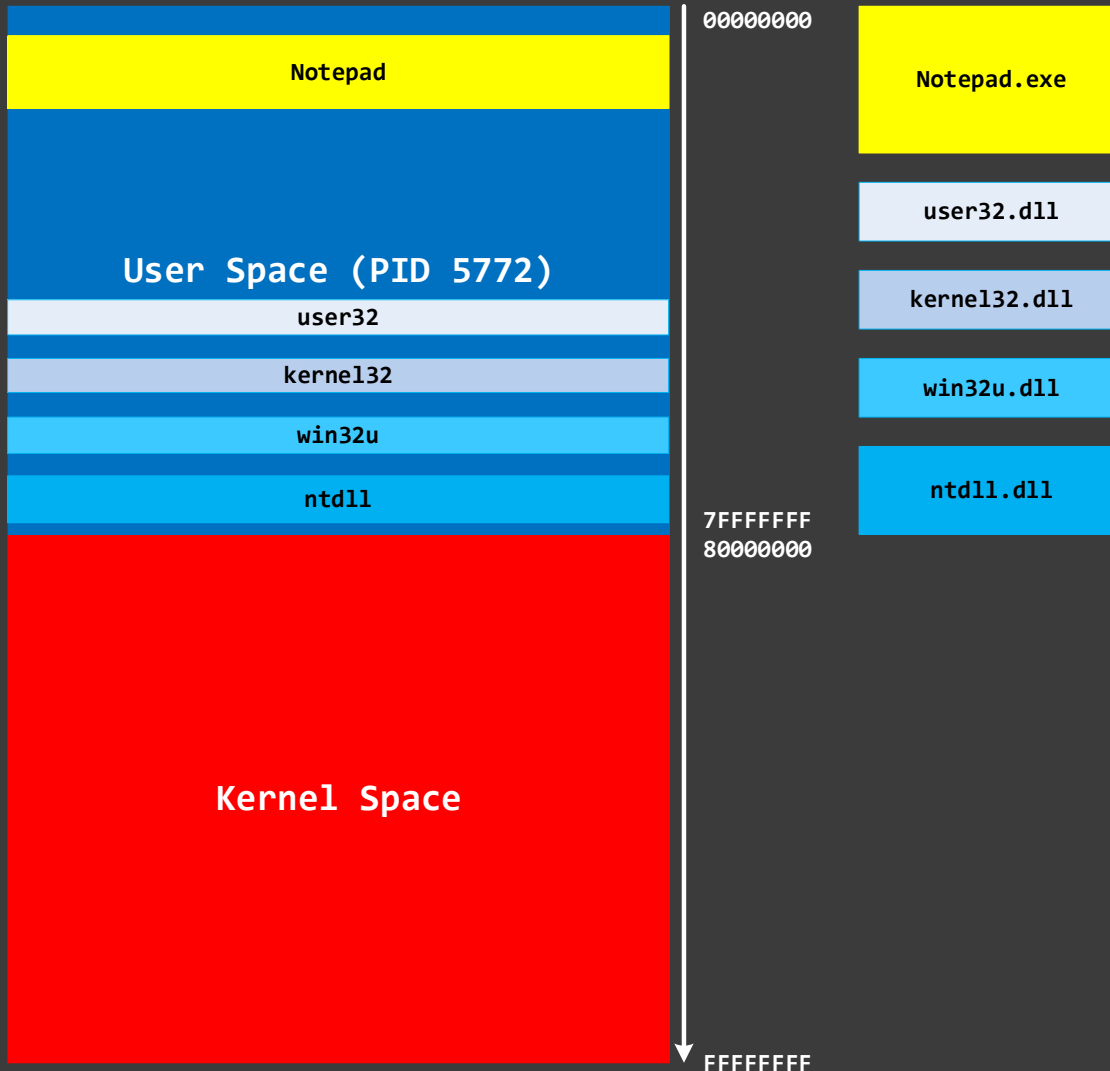 00000000
Notepad
Notepad.exe
user32.dll
User Space (PID 5772)
kernel32.dll
user32
kernel32
win32u.dll
win32u
ntdll
ntdll.dll
7FFFFFFF
80000000
Kernel Space
FFFFFFFF